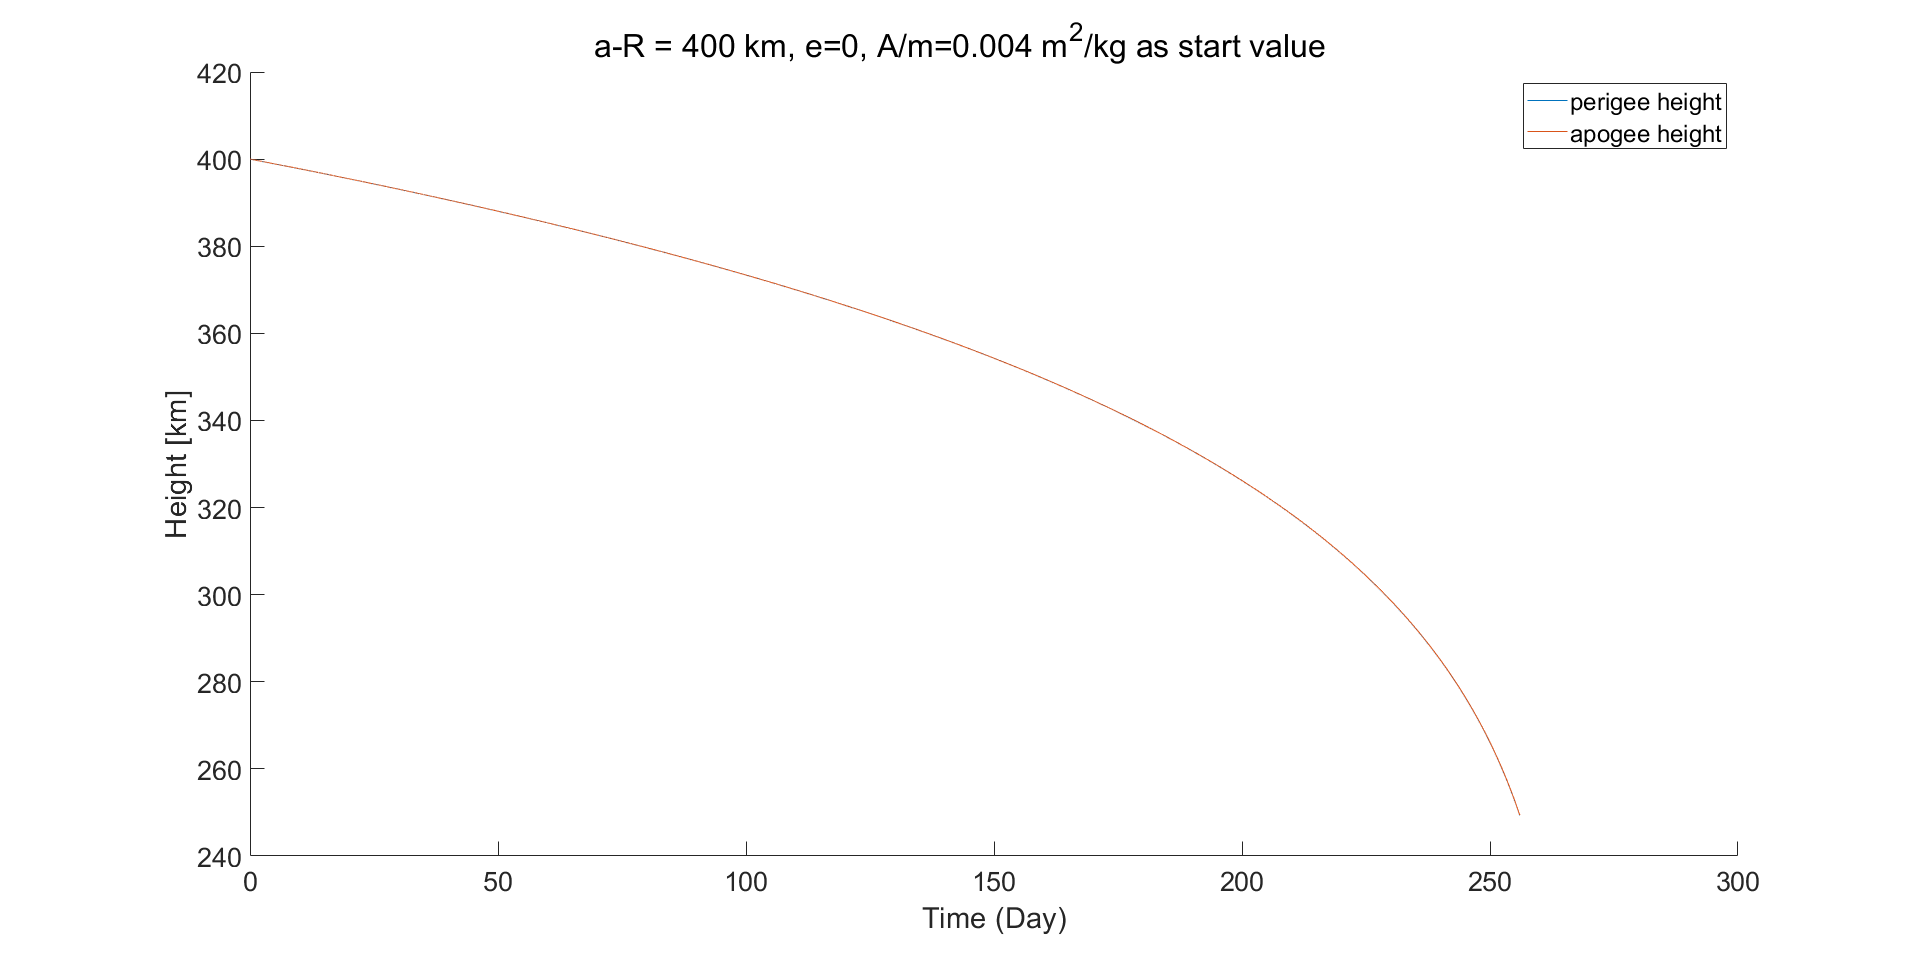 a-R = 400 km, e=0, A/m=0.004 m²/kg as start value
420
400
380
360
340
320
300
280
260
240
Height [km]
perigee height
apogee height
0 50 100 150 200 250 300
Time (Day)